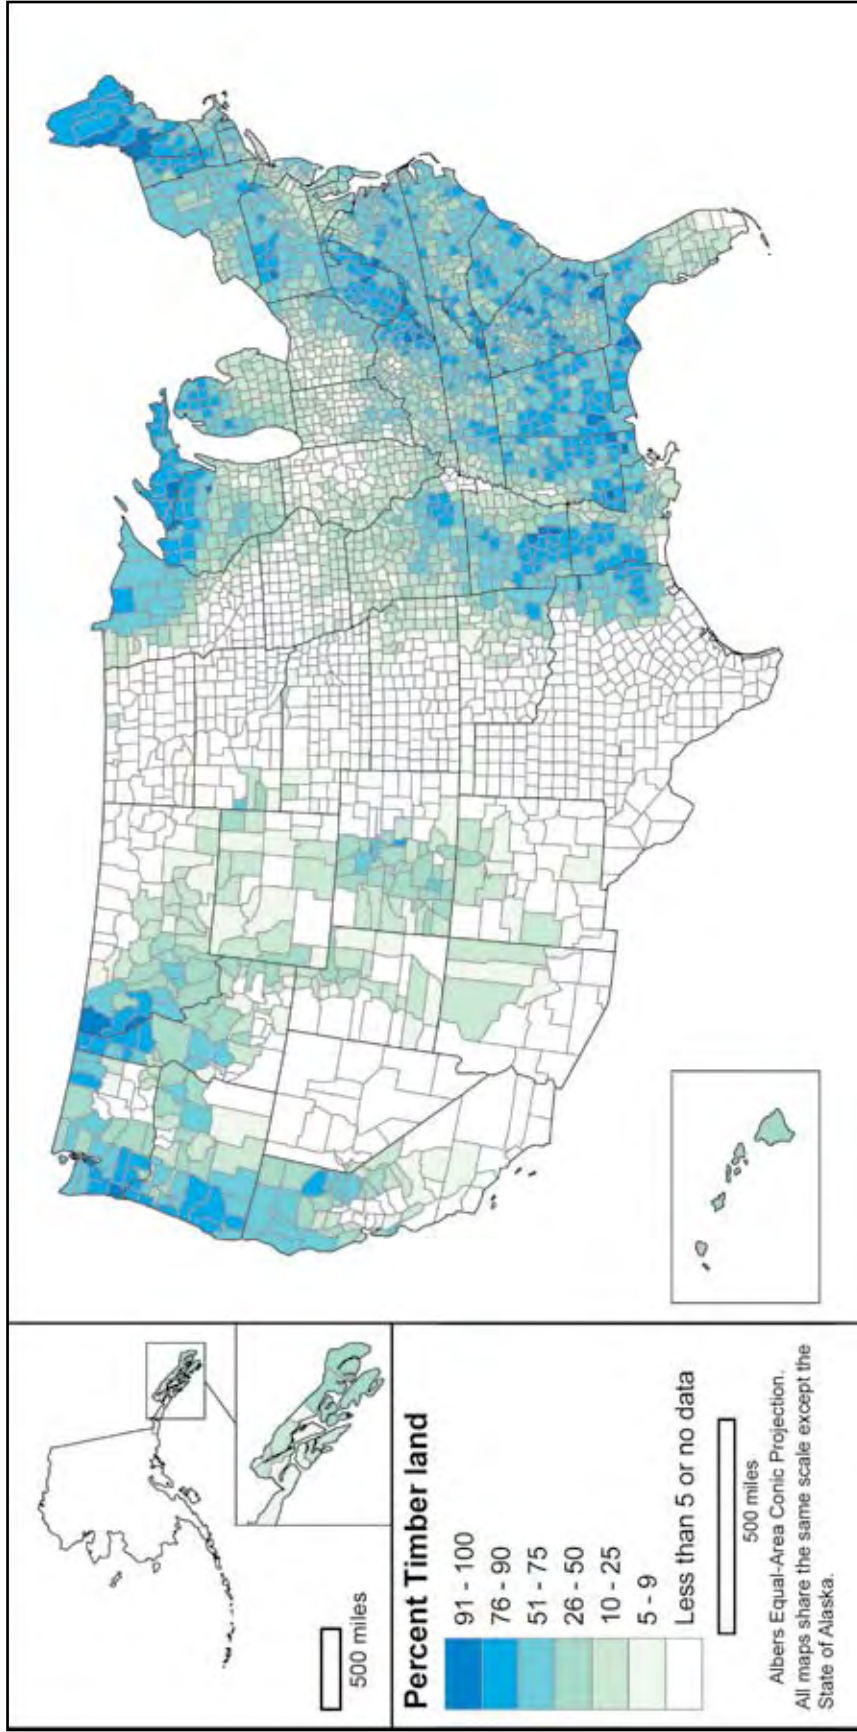 500 miles
Percent Timber land
91 - 100
76 - 90
51 - 75
26 - 50
10 - 25
5 - 9
Less than 5 or no data
500 miles
Albers Equal-Area Conic Projection.
All maps share the same scale except the
State of Alaska.